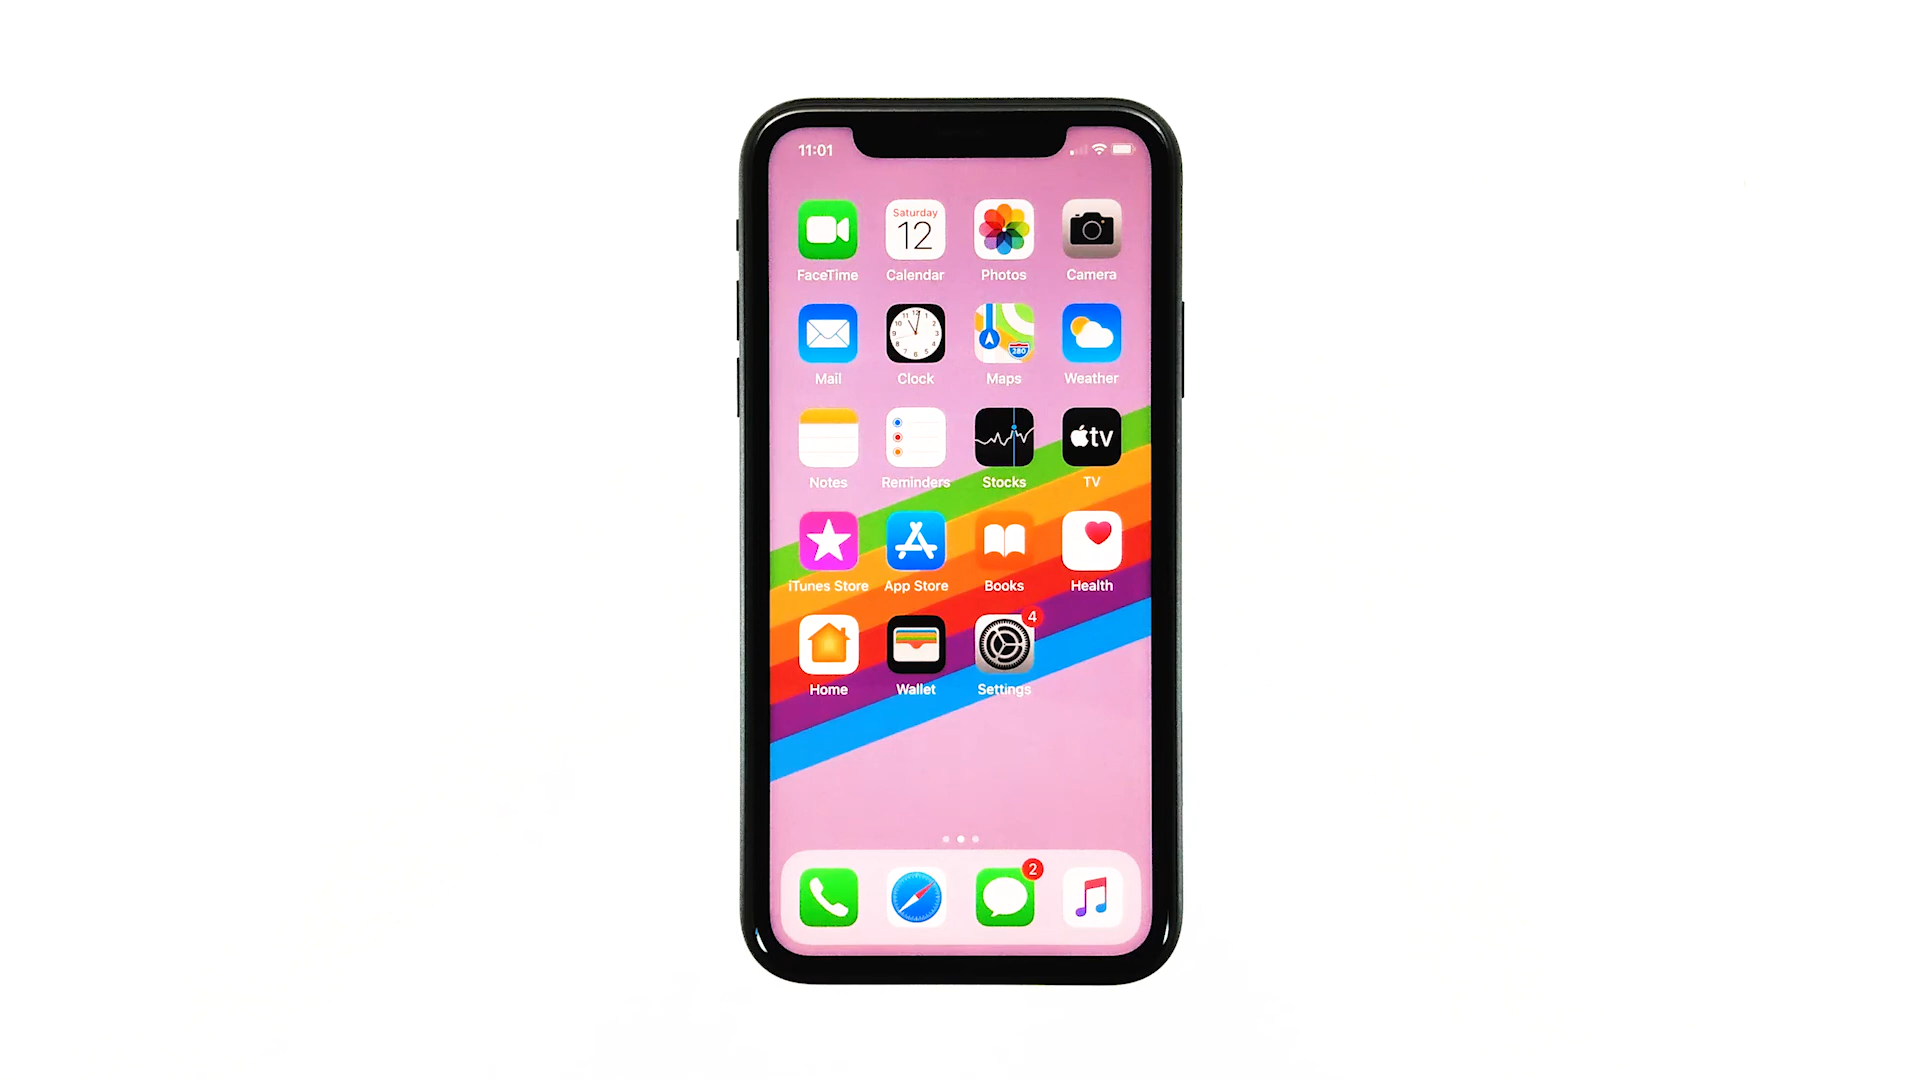 11:01
Saturday
12
FaceTime Calendar Photos Camera
280
Mail Clock Maps Weather
tv
Notes Reminders Stocks TV
iTunes Store App Store Books Health
4
Home Wallet Settings
2